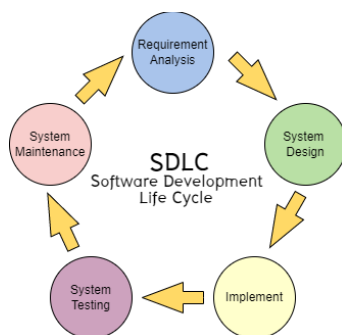 Requirement
Analysis
System
Design
Implement
System
Testing
System
Maintenance
SDLC
Software Development
Life Cycle